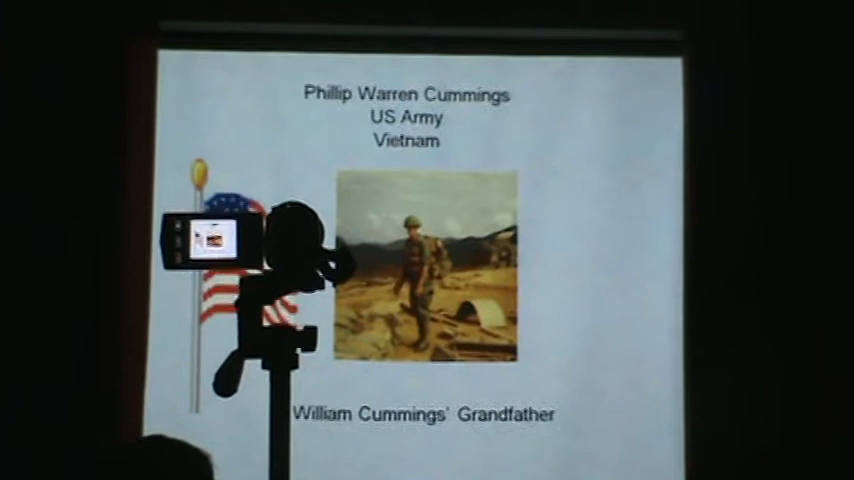 Phillip Warren Cummings
US Army
Vietnam
William Cummings' Grandfather